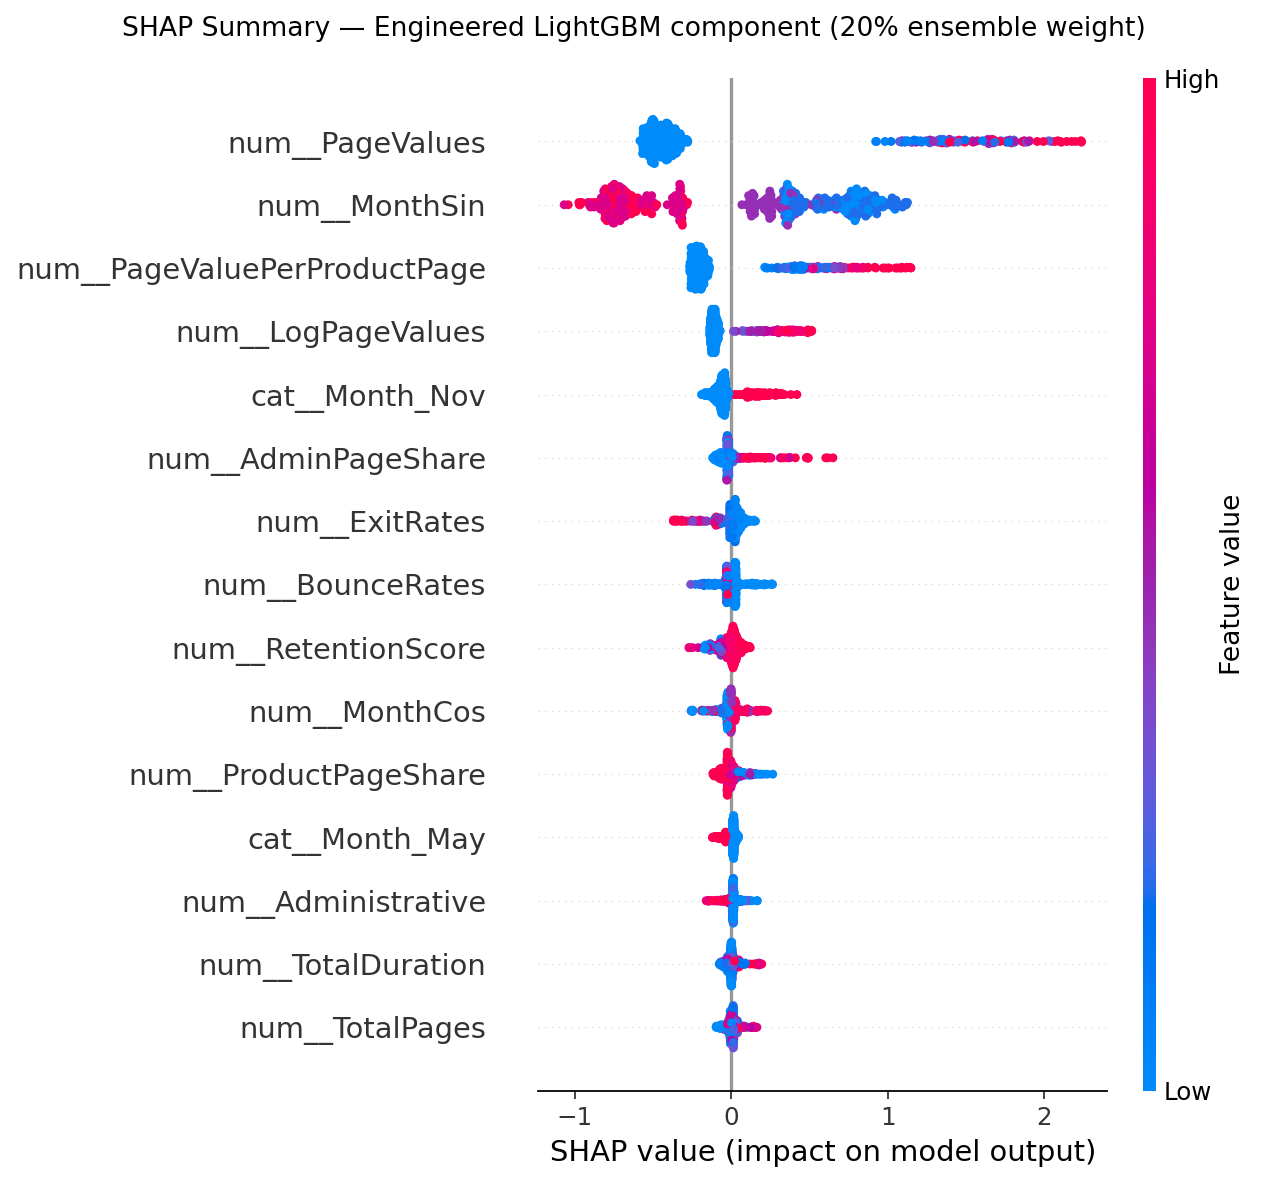 SHAP Summary — Engineered LightGBM component (20% ensemble weight)
High
num__PageValues
num__MonthSin
num__PageValuePerProductPage
num__LogPageValues
cat__Month_Nov
num__AdminPageShare
num__ExitRates
num__BounceRates
num__RetentionScore
num__MonthCos
num__ProductPageShare
cat__Month_May
num__Administrative
num__TotalDuration
num__TotalPages
Feature value
Low
−1 0 1 2
SHAP value (impact on model output)